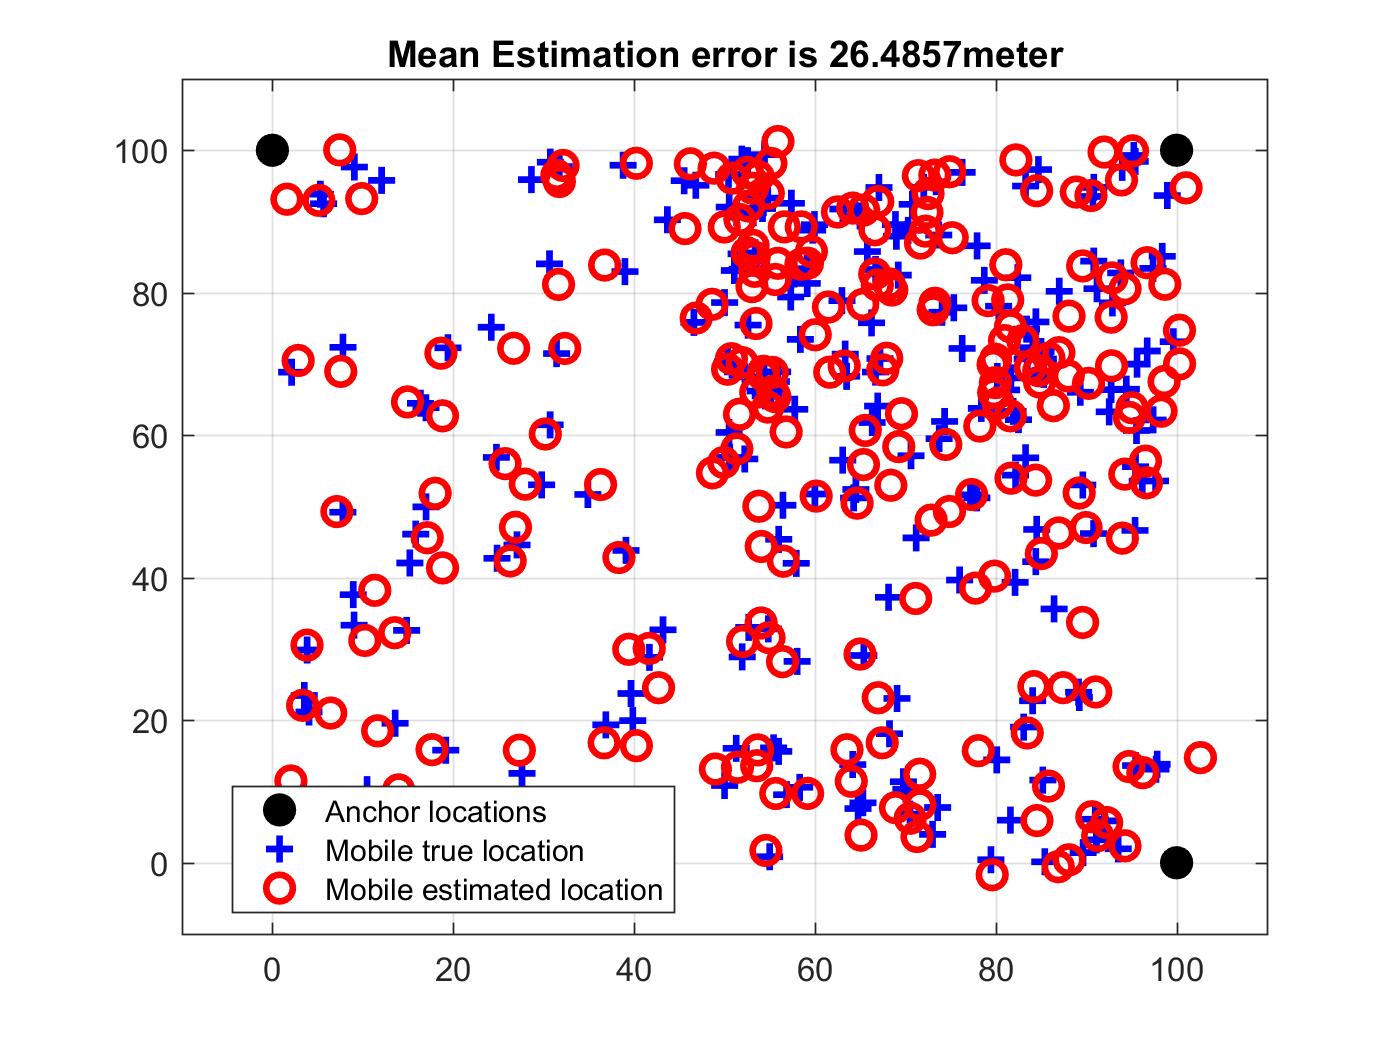 Mean Estimation error is 26.4857meter
100
80
60
40
20
0
Anchor locations
Mobile true location
Mobile estimated location
0 20 40 60 80 100